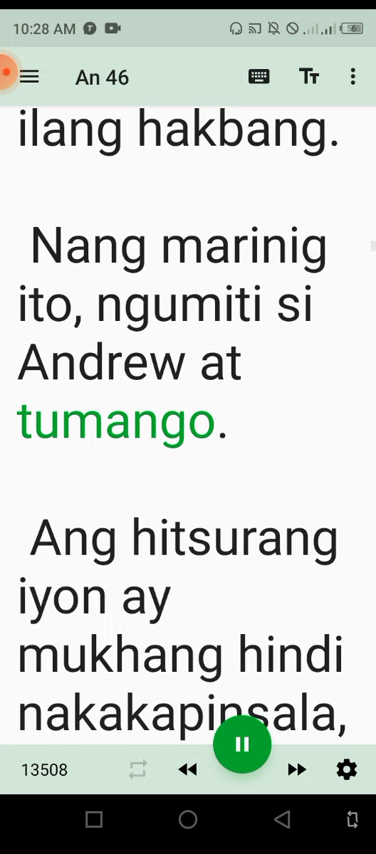 10:28 AM
56
An 46
ilang hakbang.
Nang marinig
ito, ngumiti si
Andrew at
tumango.
Ang hitsurang
iyon ay
mukhang hindi
nakakapinsala,
13508